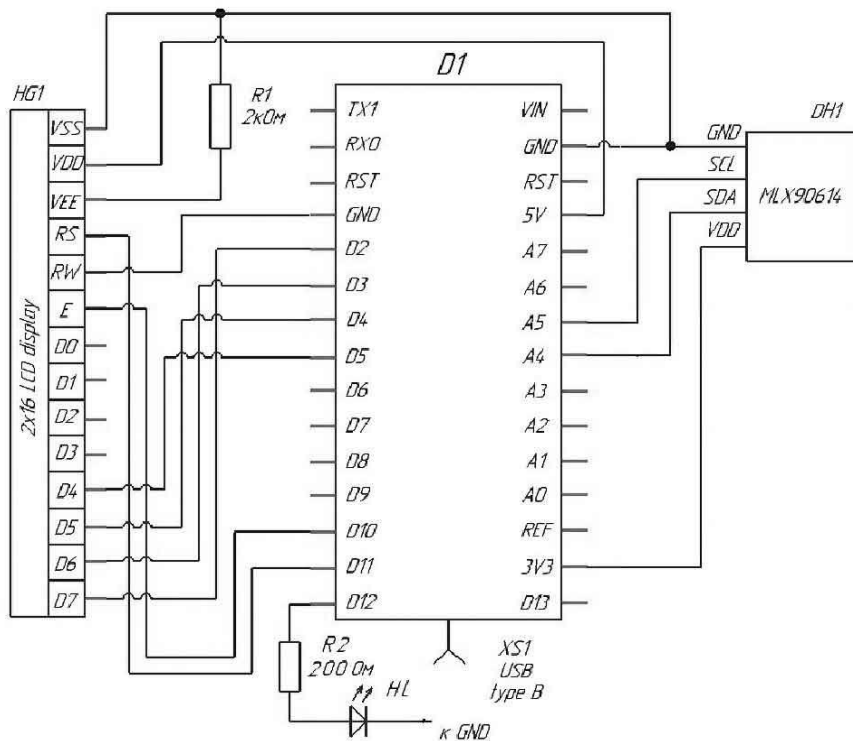 HG1
2x16 LCD display
VSS
VDD
VEE
RS
RW
E
D0
D1
D2
D3
D4
D5
D6
D7
R1
2кОм
D1
TX1
RX0
RST
GND
D2
D3
D4
D5
D6
D7
D8
D9
D10
D11
D12
VIN
GND
RST
5V
A7
A6
A5
A4
A3
A2
A1
A0
REF
3V3
D13
DH1
GND
SCL
SDA
VDD
MLX90614
R2
200 Ом
HL
к GND
XS1
USB
type B